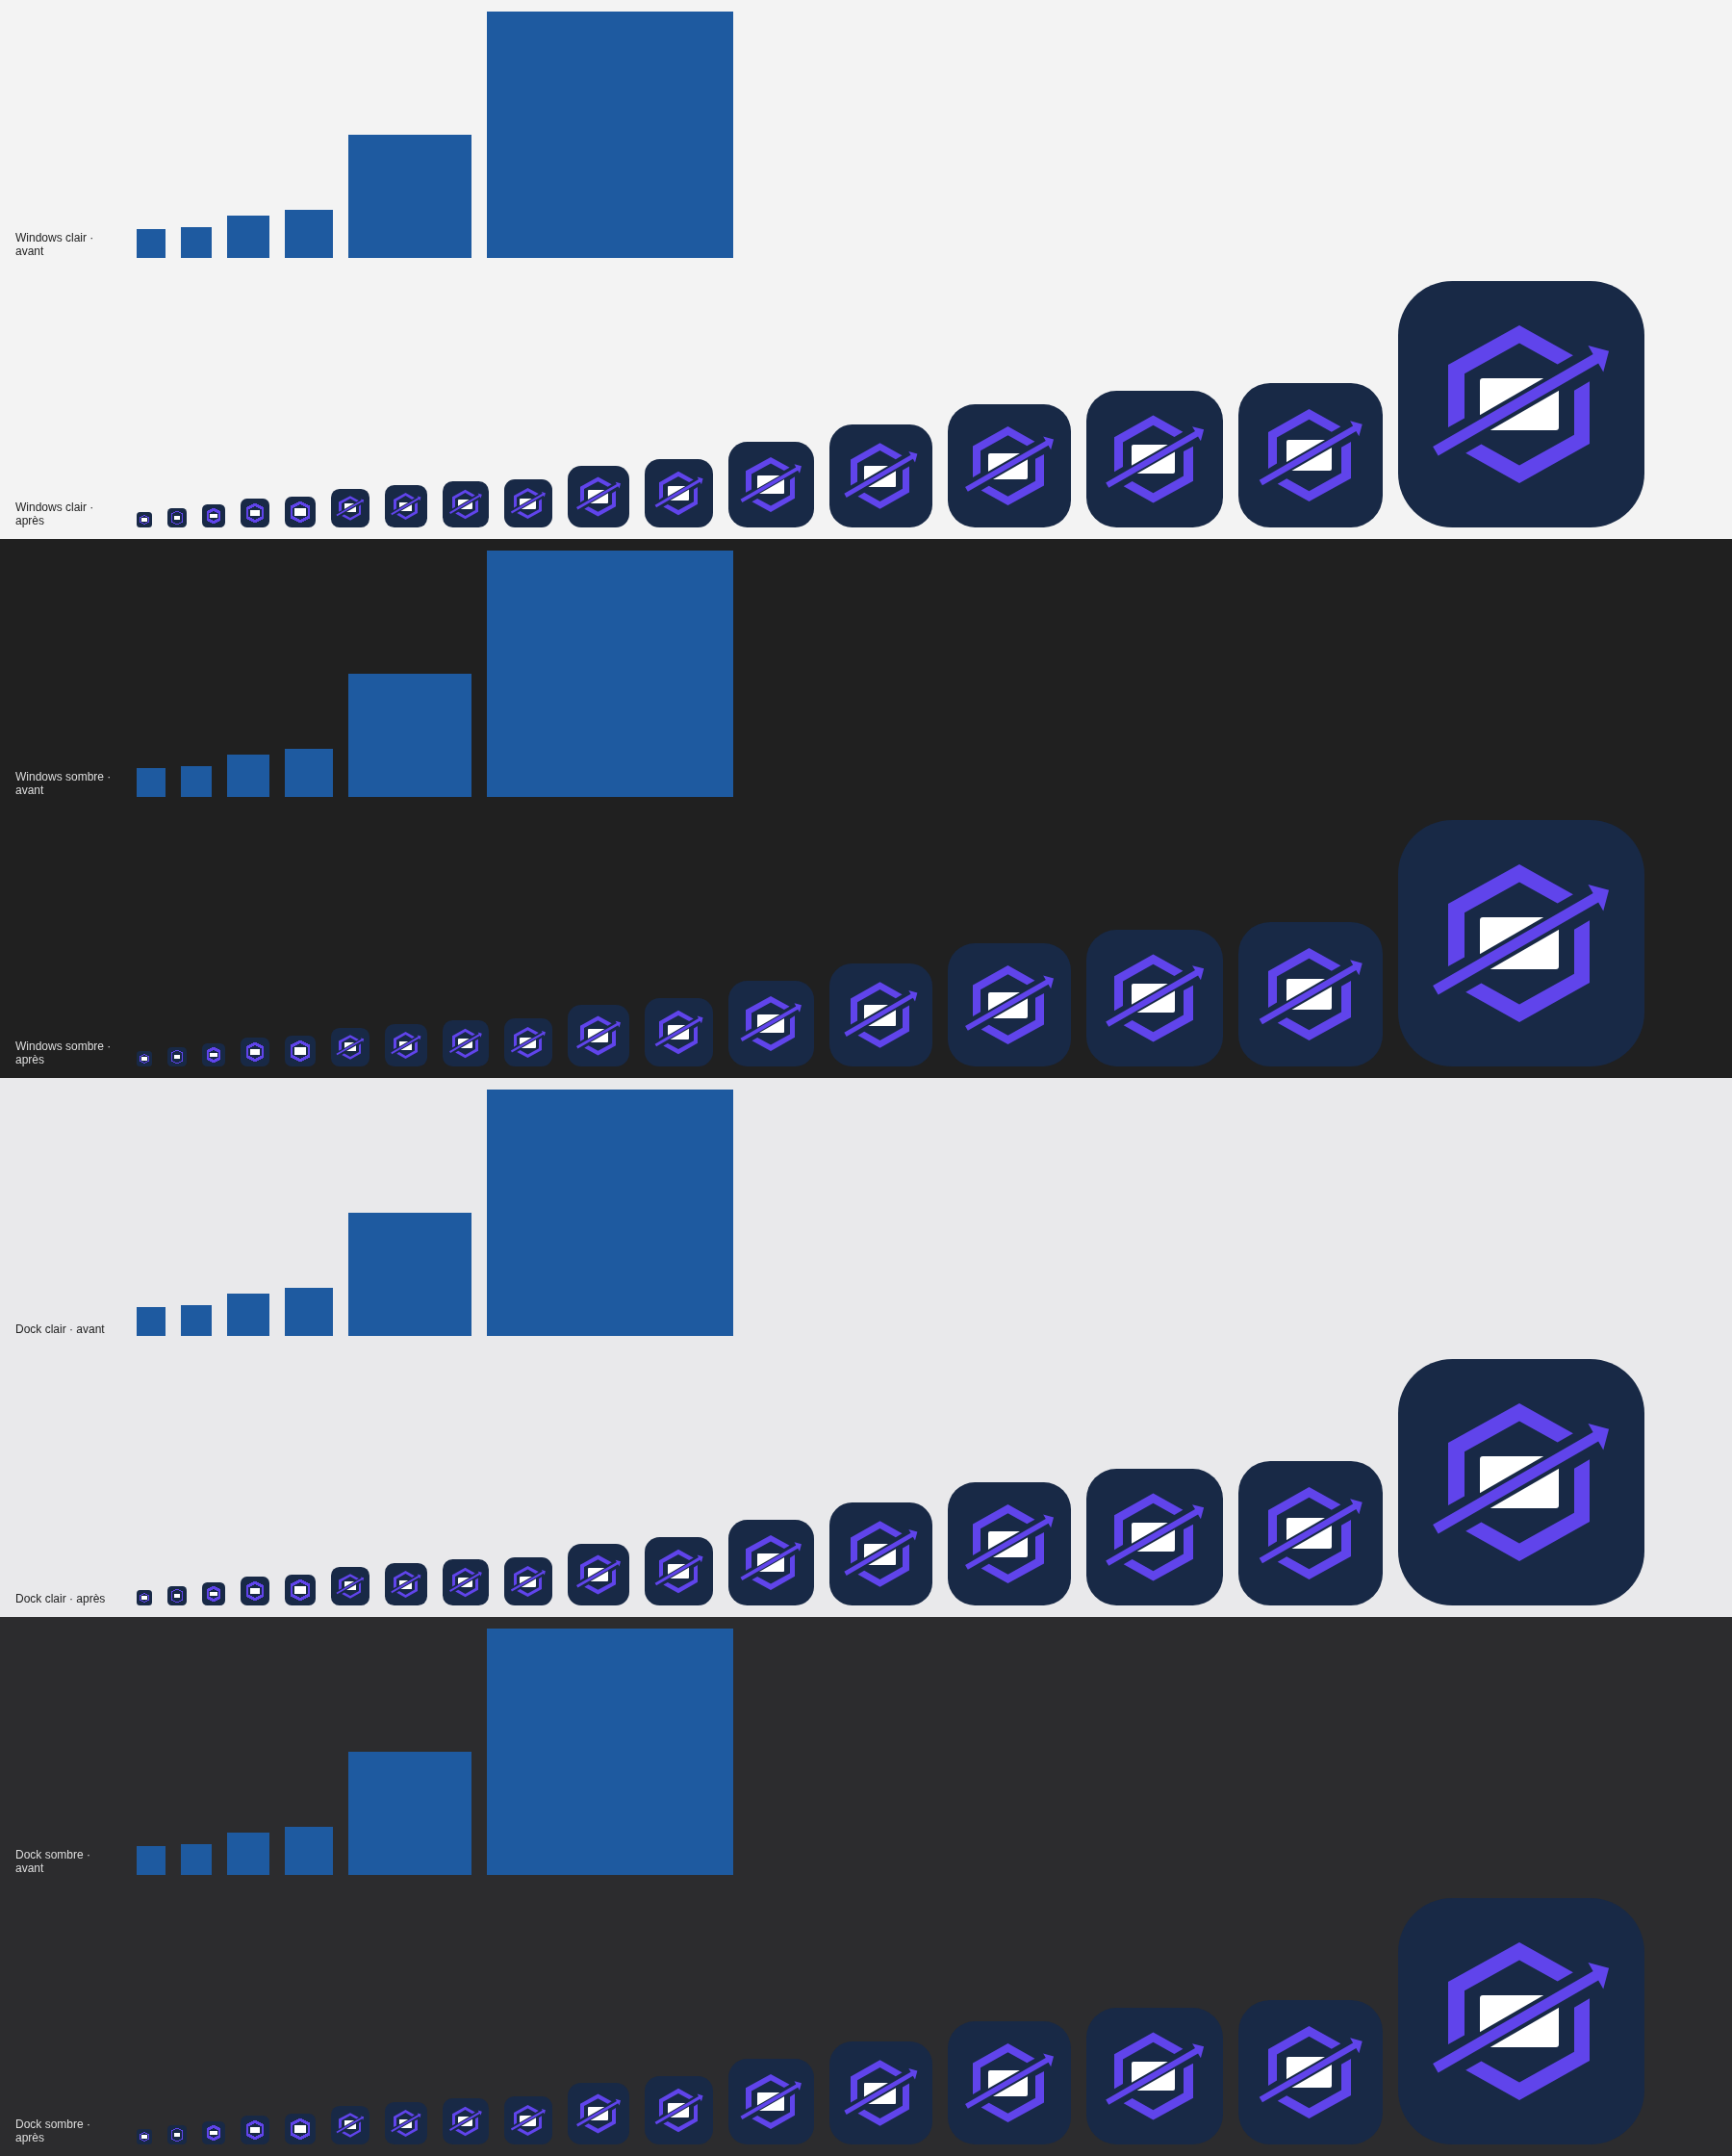 Windows clair ·
avant
Windows clair ·
après
Windows sombre ·
avant
Windows sombre ·
après
Dock clair · avant
Dock clair · après
Dock sombre ·
avant
Dock sombre ·
après